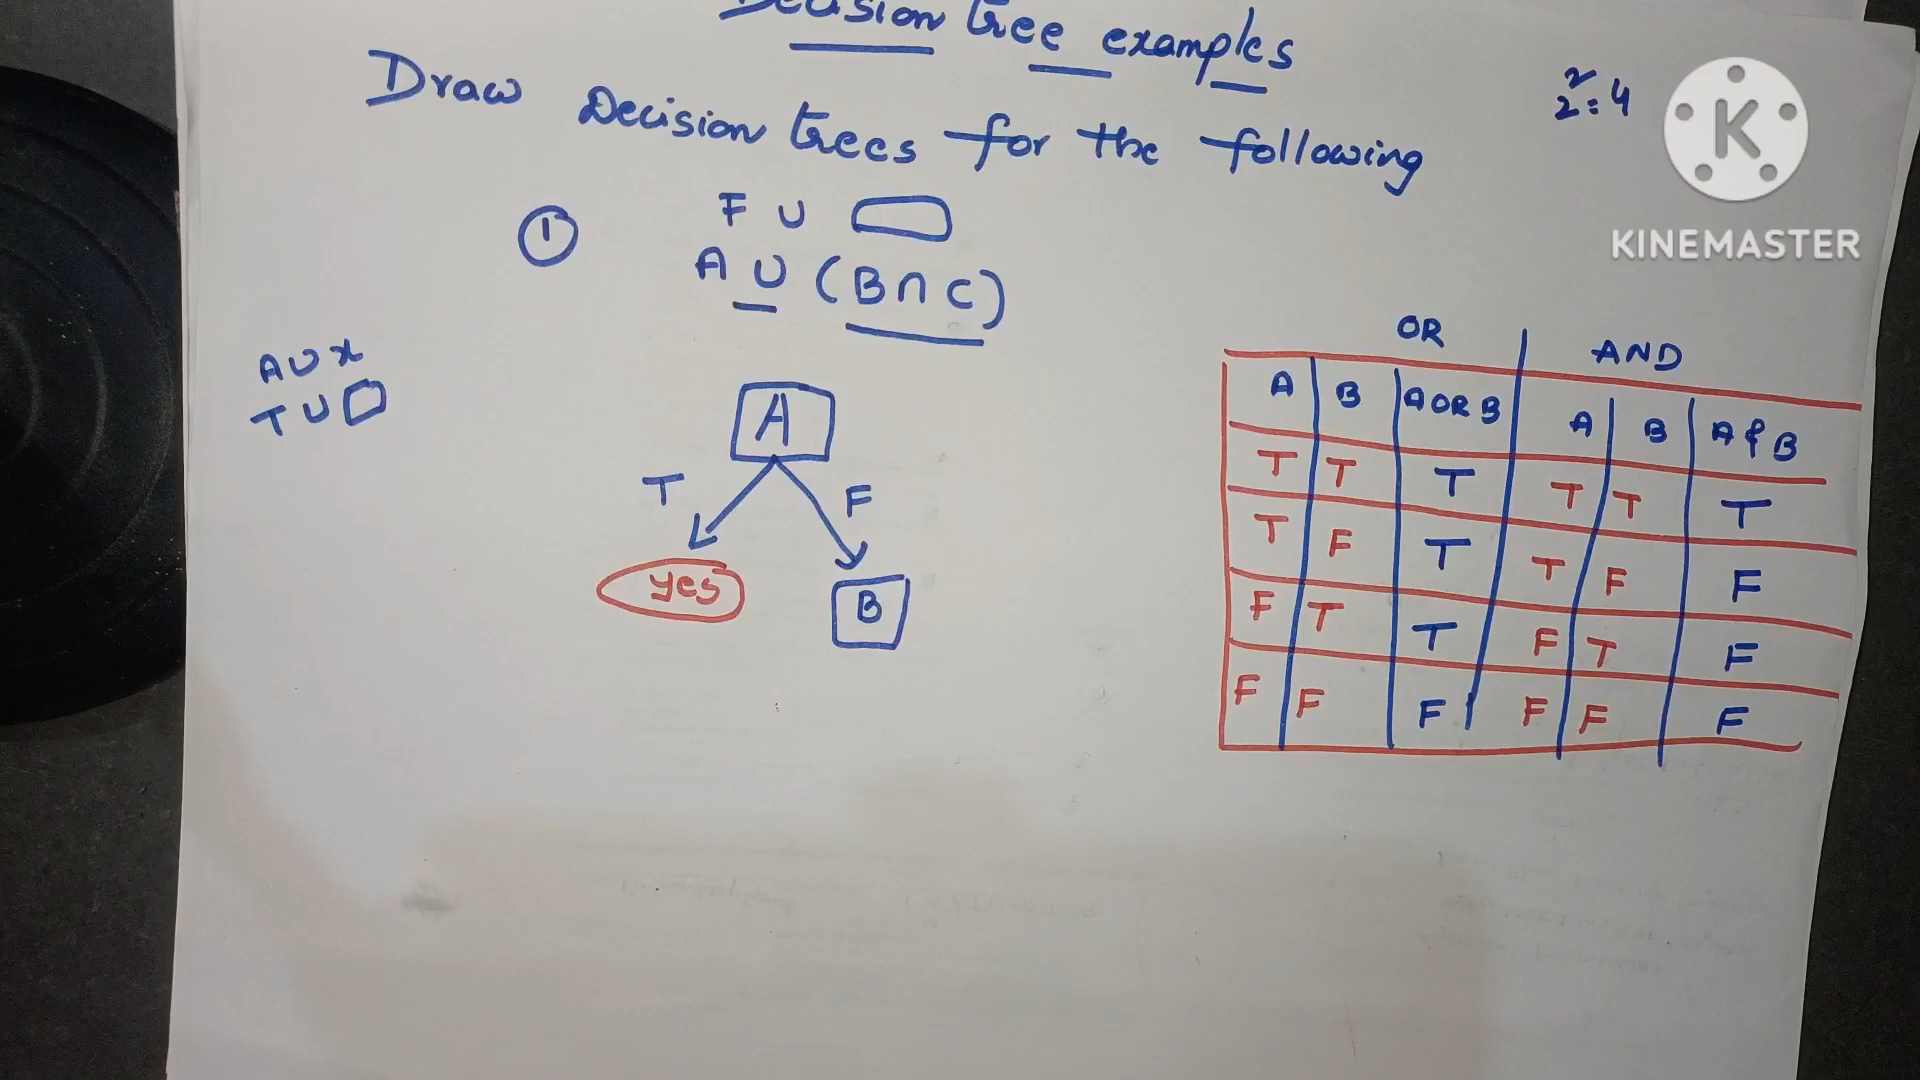 Decision tree examples
Draw Decision trees for the following
2² = 4
K
KINEMASTER
① F ∪
A ∪ (B ∩ C)
A ∪ x
T ∪
A
T F
yes B
OR AND
A B A OR B A B A & B
T T T T T T
T F T T F F
F T T F T F
F F F F F F